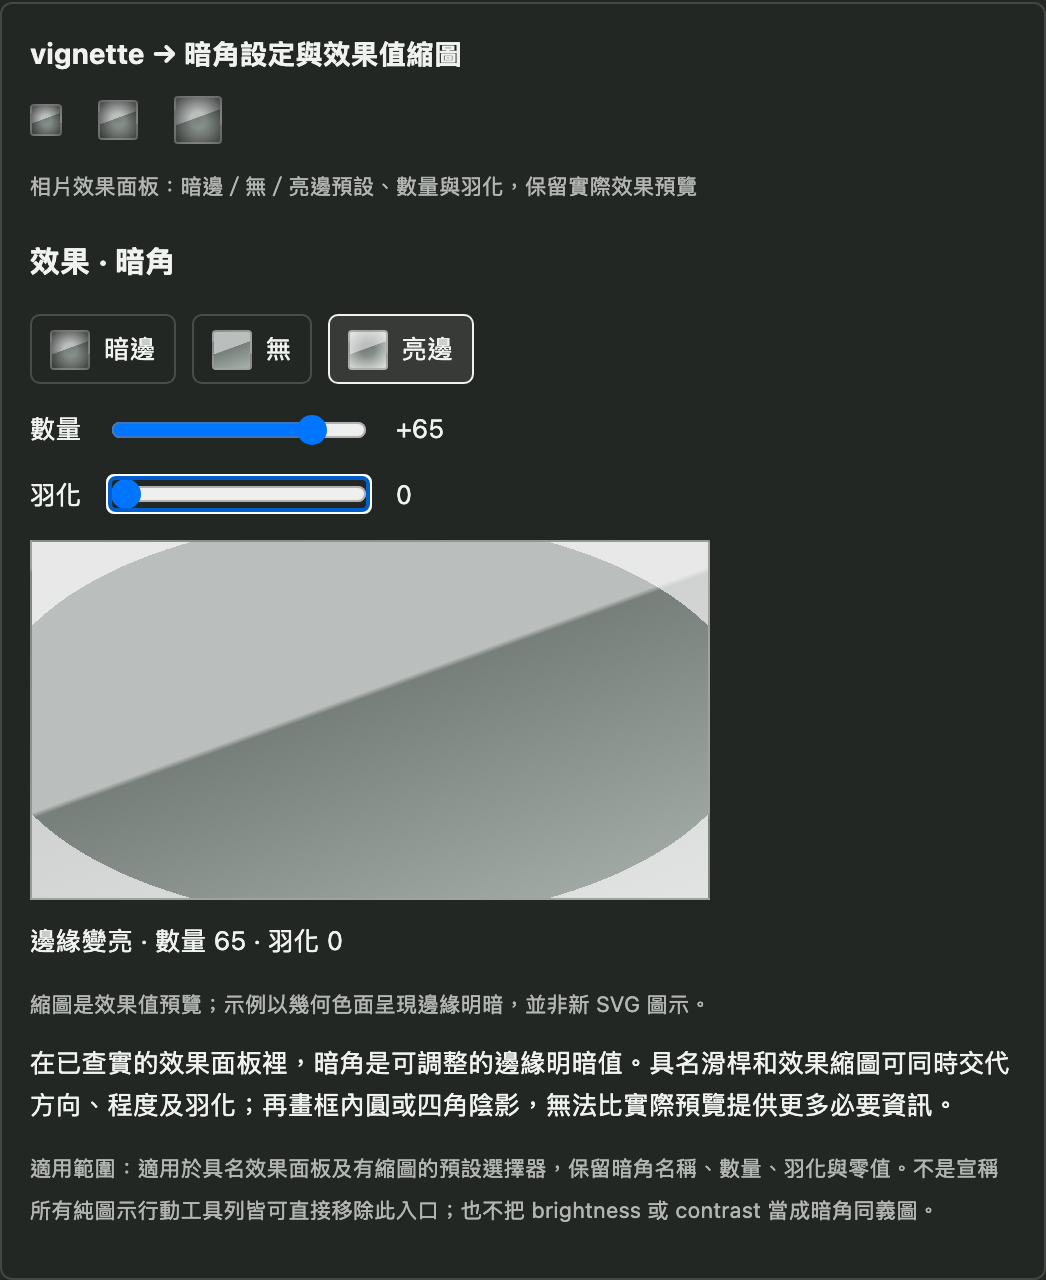 vignette → 暗角設定與效果值縮圖
相片效果面板：暗邊 / 無 / 亮邊預設、數量與羽化，保留實際效果預覽
效果 · 暗角
暗邊 無 亮邊
數量 +65
羽化 0
邊緣變亮 · 數量 65 · 羽化 0
縮圖是效果值預覽；示例以幾何色面呈現邊緣明暗，並非新 SVG 圖示。
在已查實的效果面板裡，暗角是可調整的邊緣明暗值。具名滑桿和效果縮圖可同時交代
方向、程度及羽化；再畫框內圓或四角陰影，無法比實際預覽提供更多必要資訊。
適用範圍：適用於具名效果面板及有縮圖的預設選擇器，保留暗角名稱、數量、羽化與零值。不是宣稱
所有純圖示行動工具列皆可直接移除此入口；也不把 brightness 或 contrast 當成暗角同義圖。